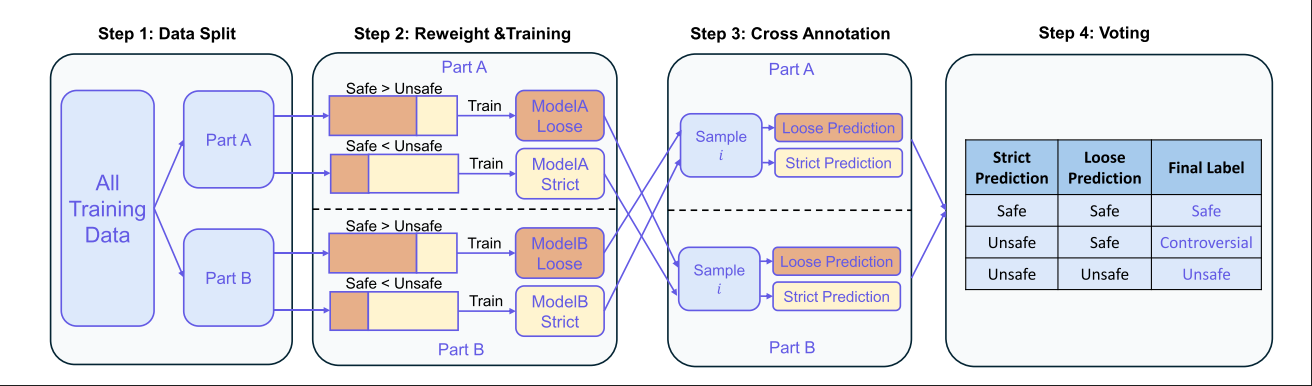 Step 1: Data Split
All
Training
Data
Part A
Part B
Step 2: Reweight &Training
Part A
Safe > Unsafe
Train
ModelA
Loose
Safe < Unsafe
Train
ModelA
Strict
Safe > Unsafe
Train
ModelB
Loose
Safe < Unsafe
Train
ModelB
Strict
Part B
Step 3: Cross Annotation
Part A
Sample
i
Loose Prediction
Strict Prediction
Sample
i
Loose Prediction
Strict Prediction
Part B
Step 4: Voting
Strict Prediction Loose Prediction Final Label
Safe Safe Safe
Unsafe Safe Controversial
Unsafe Unsafe Unsafe